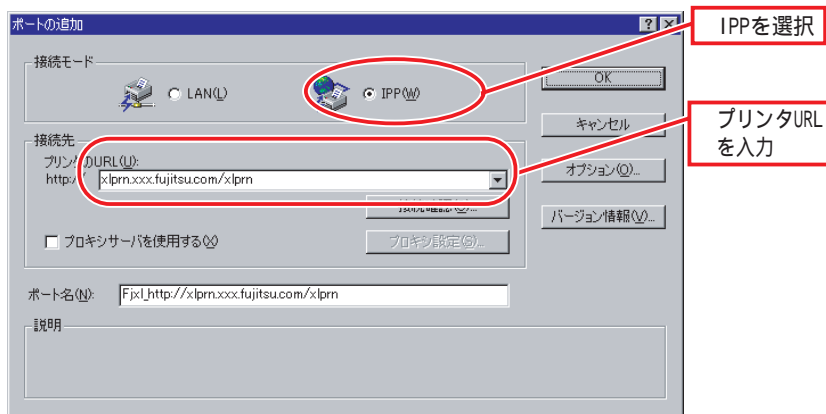 ポートの追加
IPPを選択
接続モード
LAN(L)
IPP(W)
OK
キャンセル
プリンタURL
を入力
接続先
プリンタのURL(U):
http://
xlprn.xxx.fujitsu.com/xlprn
オプション(O)...
バージョン情報(V)...
プロキシサーバを使用する(X)
プロキシ設定(S)...
ポート名(N):
Fjxl_http://xlprn.xxx.fujitsu.com/xlprn
説明